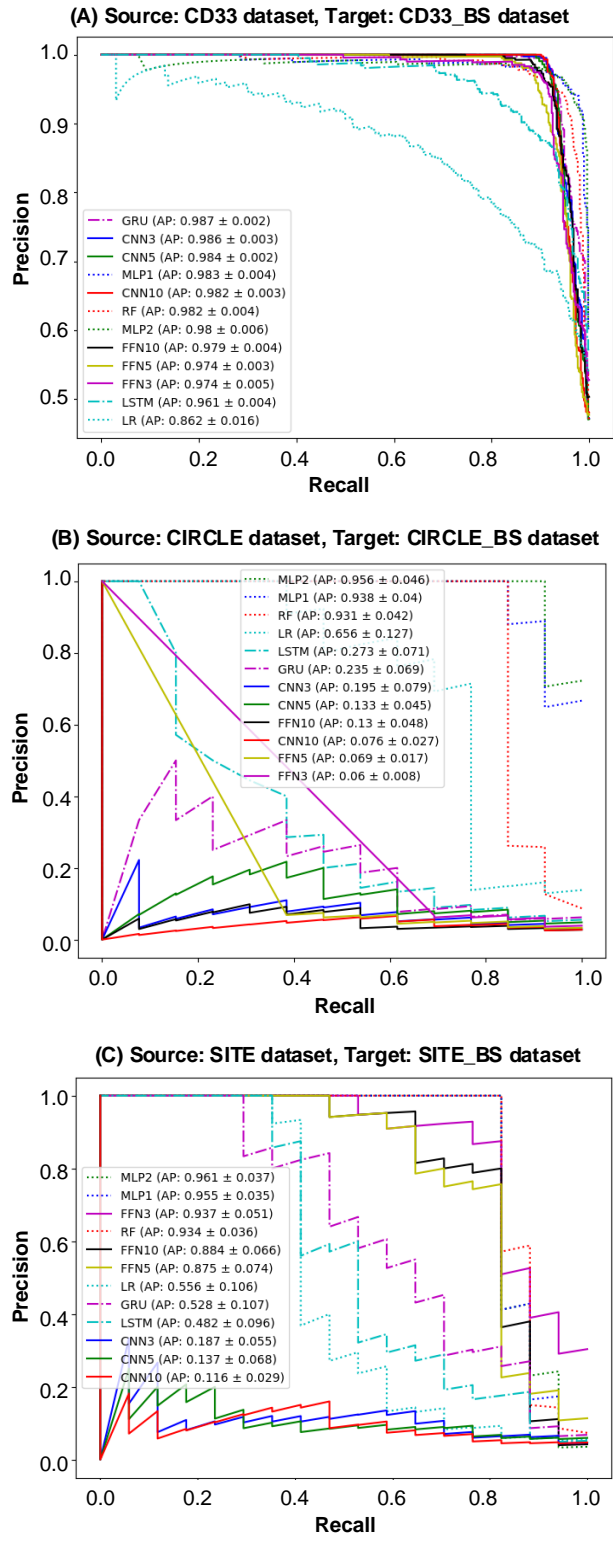 (A) Source: CD33 dataset, Target: CD33_BS dataset
1.0
0.9
0.8
0.7
0.6
0.5
Precision
GRU (AP: 0.987 ± 0.002)
CNN3 (AP: 0.986 ± 0.003)
CNN5 (AP: 0.984 ± 0.002)
MLP1 (AP: 0.983 ± 0.004)
CNN10 (AP: 0.982 ± 0.003)
RF (AP: 0.982 ± 0.004)
MLP2 (AP: 0.98 ± 0.006)
FFN10 (AP: 0.979 ± 0.004)
FFN5 (AP: 0.974 ± 0.003)
FFN3 (AP: 0.974 ± 0.005)
LSTM (AP: 0.961 ± 0.004)
LR (AP: 0.862 ± 0.016)
0.0 0.2 0.4 0.6 0.8 1.0
Recall
(B) Source: CIRCLE dataset, Target: CIRCLE_BS dataset
1.0
0.8
0.6
0.4
0.2
0.0
Precision
MLP2 (AP: 0.956 ± 0.046)
MLP1 (AP: 0.938 ± 0.04)
RF (AP: 0.931 ± 0.042)
LR (AP: 0.656 ± 0.127)
LSTM (AP: 0.273 ± 0.071)
GRU (AP: 0.235 ± 0.069)
CNN3 (AP: 0.195 ± 0.079)
CNN5 (AP: 0.133 ± 0.045)
FFN10 (AP: 0.13 ± 0.048)
CNN10 (AP: 0.076 ± 0.027)
FFN5 (AP: 0.069 ± 0.017)
FFN3 (AP: 0.06 ± 0.008)
0.0 0.2 0.4 0.6 0.8 1.0
Recall
(C) Source: SITE dataset, Target: SITE_BS dataset
1.0
0.8
0.6
0.4
0.2
0.0
Precision
MLP2 (AP: 0.961 ± 0.037)
MLP1 (AP: 0.955 ± 0.035)
FFN3 (AP: 0.937 ± 0.051)
RF (AP: 0.934 ± 0.036)
FFN10 (AP: 0.884 ± 0.066)
FFN5 (AP: 0.875 ± 0.074)
LR (AP: 0.556 ± 0.106)
GRU (AP: 0.528 ± 0.107)
LSTM (AP: 0.482 ± 0.096)
CNN3 (AP: 0.187 ± 0.055)
CNN5 (AP: 0.137 ± 0.068)
CNN10 (AP: 0.116 ± 0.029)
0.0 0.2 0.4 0.6 0.8 1.0
Recall